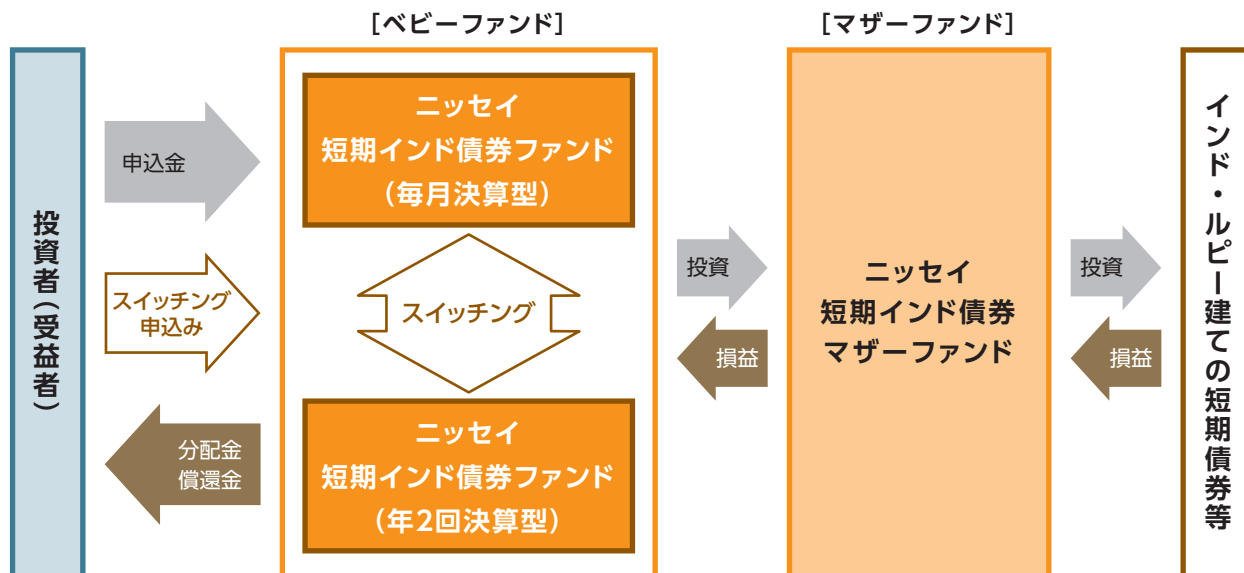 [ベビーファンド]
[マザーファンド]
投資者(受益者)
申込金
スイッチング
申込み
分配金
償還金
ニッセイ
短期インド債券ファンド
(毎月決算型)
スイッチング
ニッセイ
短期インド債券ファンド
(年2回決算型)
投資
損益
ニッセイ
短期インド債券
マザーファンド
投資
損益
インド・ルピー建ての短期債券等